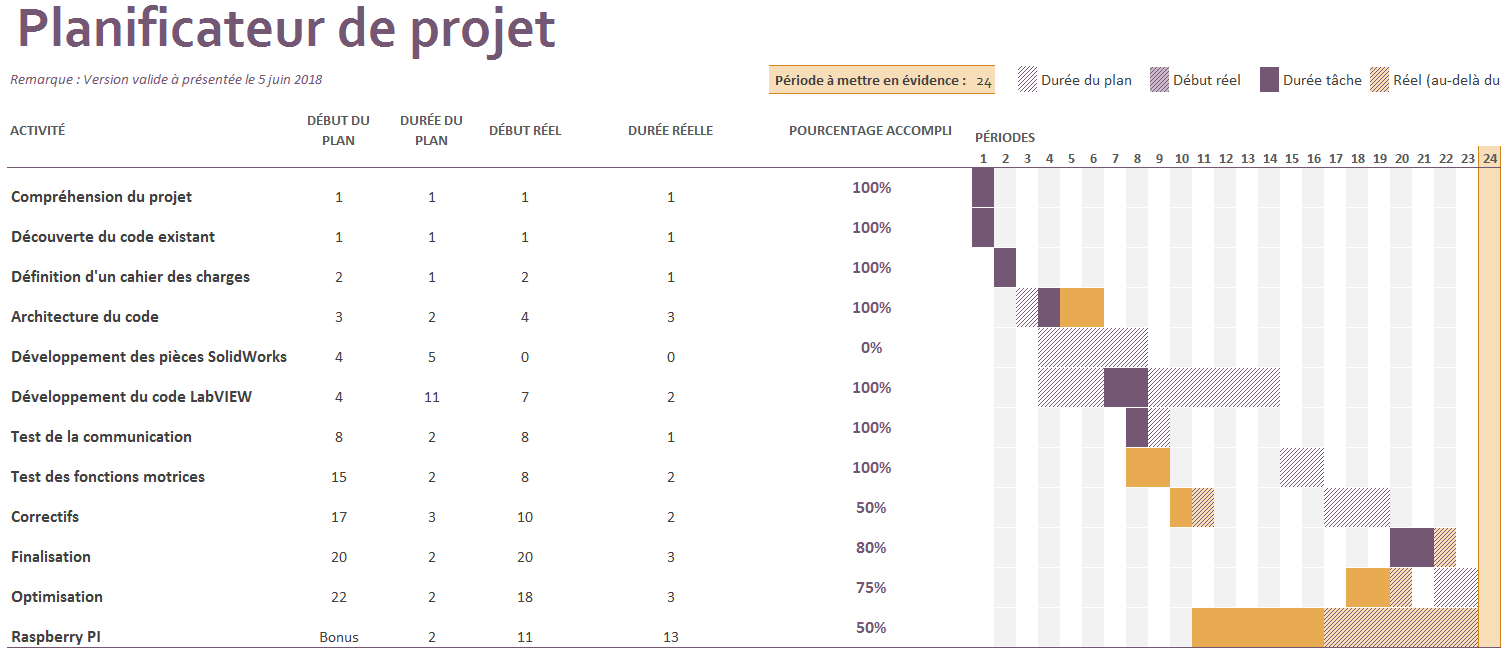 Planificateur de projet
Remarque : Version valide à présentée le 5 juin 2018
Période à mettre en évidence : 24 Durée du plan Début réel Durée tâche Réel (au-delà du
ACTIVITÉ DÉBUT DU PLAN DURÉE DU PLAN DÉBUT RÉEL DURÉE RÉELLE POURCENTAGE ACCOMPLI PÉRIODES
1 2 3 4 5 6 7 8 9 10 11 12 13 14 15 16 17 18 19 20 21 22 23 24
Compréhension du projet 1 1 1 1 100%
Découverte du code existant 1 1 1 1 100%
Définition d'un cahier des charges 2 1 2 1 100%
Architecture du code 3 2 4 3 100%
Développement des pièces SolidWorks 4 5 0 0 0%
Développement du code LabVIEW 4 11 7 2 100%
Test de la communication 8 2 8 1 100%
Test des fonctions motrices 15 2 8 2 100%
Correctifs 17 3 10 2 50%
Finalisation 20 2 20 3 80%
Optimisation 22 2 18 3 75%
Raspberry PI Bonus 2 11 13 50%